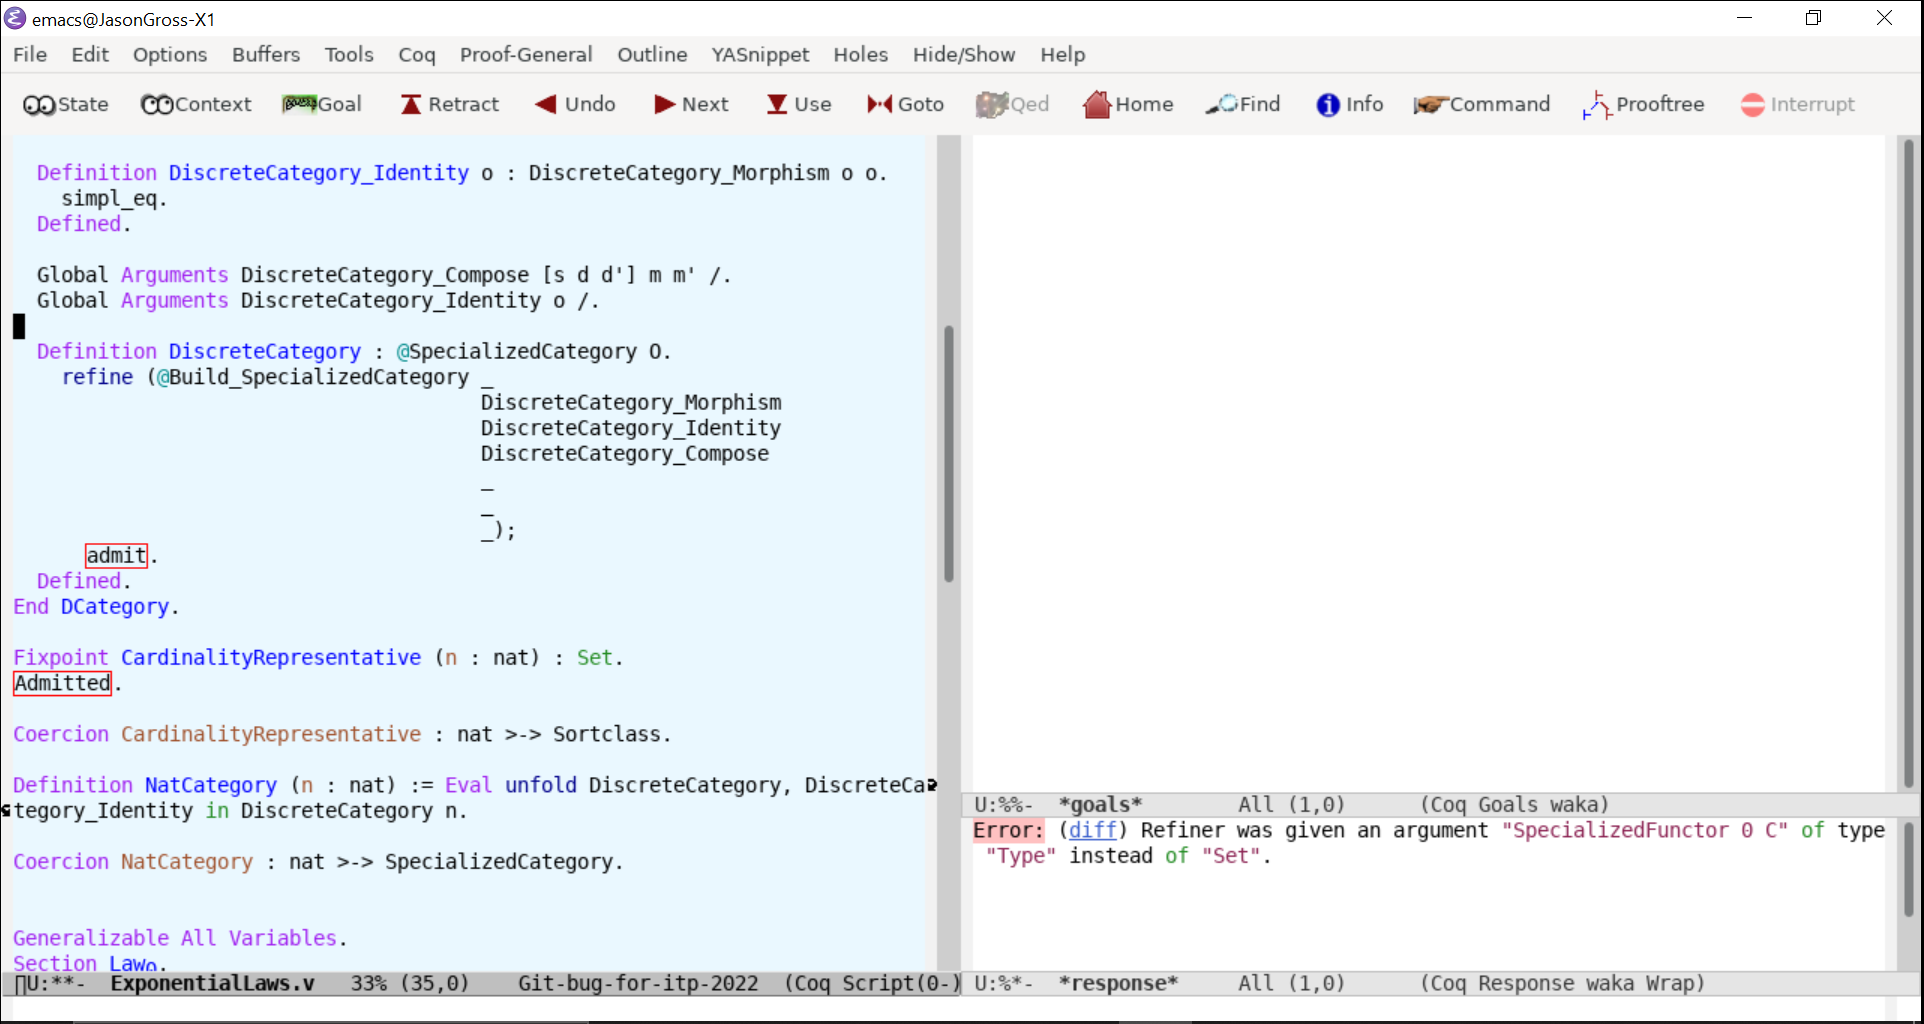 emacs@JasonGross-X1
File Edit Options Buffers Tools Coq Proof-General Outline YASnippet Holes Hide/Show Help
State Context Goal Retract Undo Next Use Goto Qed Home Find Info Command Prooftree Interrupt
Definition DiscreteCategory_Identity o : DiscreteCategory_Morphism o o.
simpl_eq.
Defined.
Global Arguments DiscreteCategory_Compose [s d d'] m m' /.
Global Arguments DiscreteCategory_Identity o /.
Definition DiscreteCategory : @SpecializedCategory O.
refine (@Build_SpecializedCategory _
DiscreteCategory_Morphism
DiscreteCategory_Identity
DiscreteCategory_Compose
_
_
_);
admit.
Defined.
End DCategory.
Fixpoint CardinalityRepresentative (n : nat) : Set.
Admitted.
Coercion CardinalityRepresentative : nat >-> Sortclass.
Definition NatCategory (n : nat) := Eval unfold DiscreteCategory, DiscreteCa
tegory_Identity in DiscreteCategory n.
Coercion NatCategory : nat >-> SpecializedCategory.
Generalizable All Variables.
Section Law0.
U:**- ExponentialLaws.v 33% (35,0) Git-bug-for-itp-2022 (Coq Script(0-)
U:%%- *goals* All (1,0) (Coq Goals waka)
Error: (diff) Refiner was given an argument "SpecializedFunctor 0 C" of type
"Type" instead of "Set".
U:%*- *response* All (1,0) (Coq Response waka Wrap)